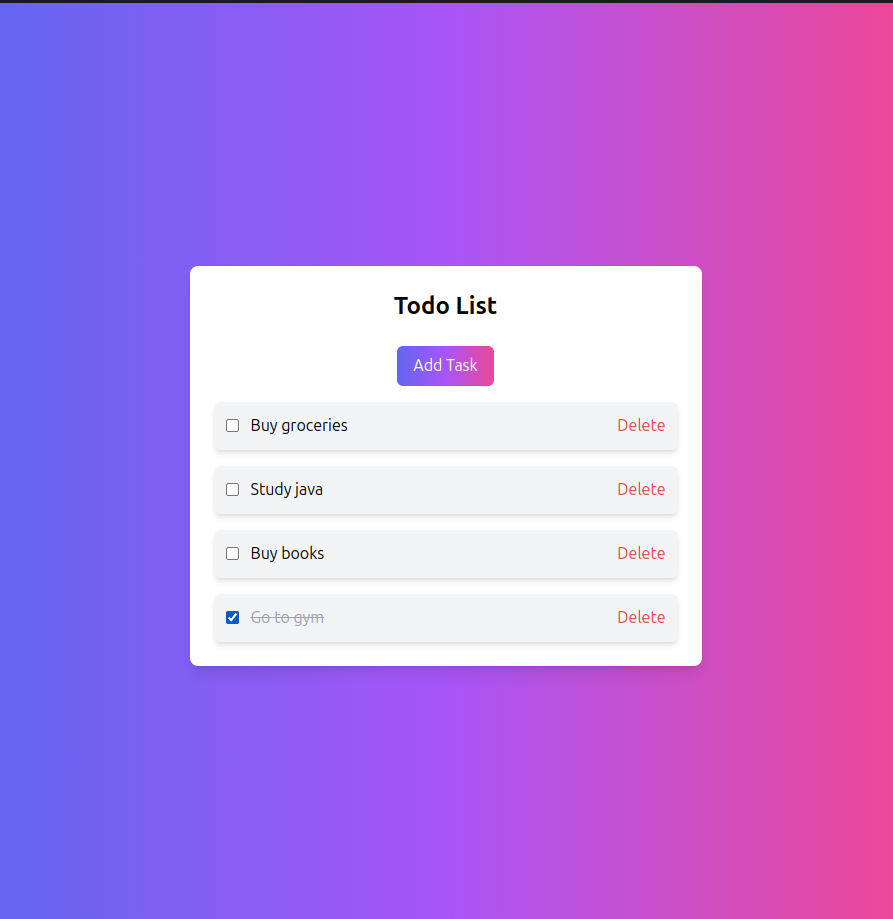 Todo List
Add Task
Buy groceries Delete
Study java Delete
Buy books Delete
Go to gym Delete